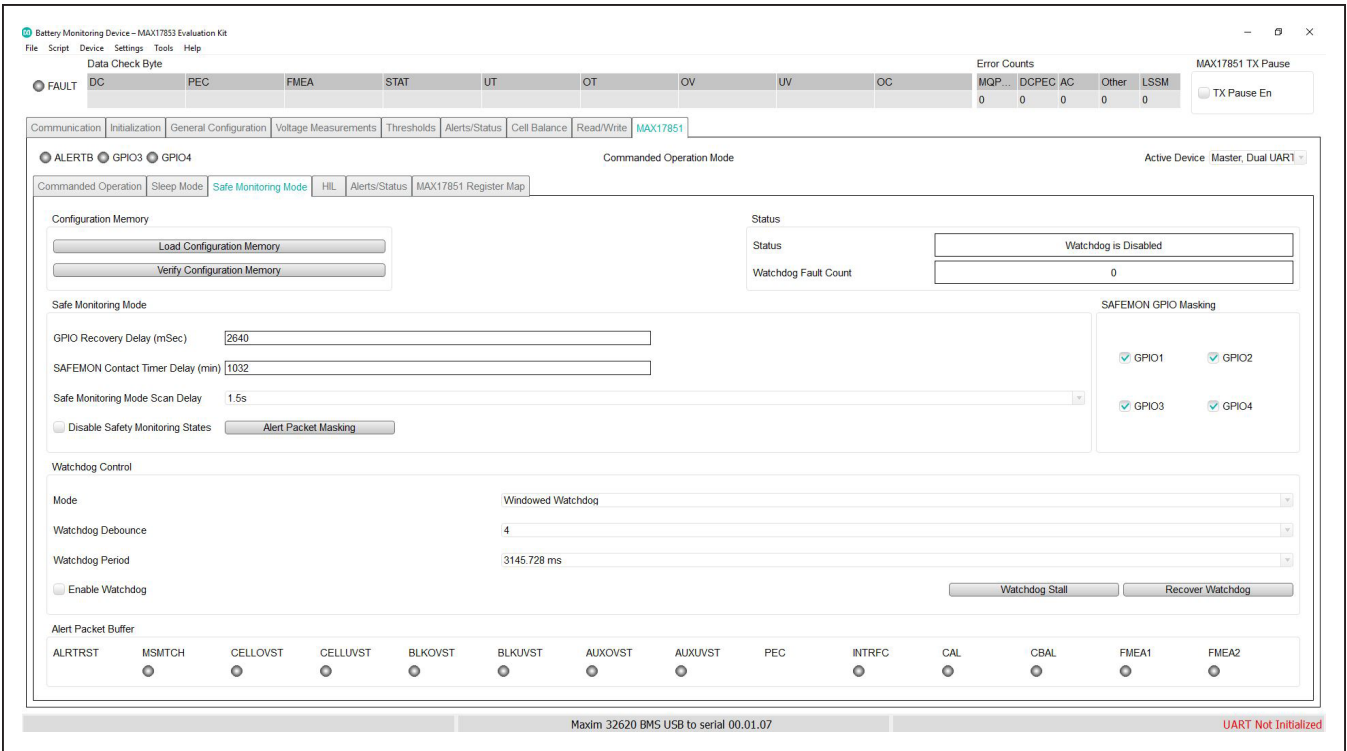 Battery Monitoring Device – MAX17853 Evaluation Kit
File Script Device Settings Tools Help
Data Check Byte Error Counts MAX17851 TX Pause
FAULT DC PEC FMEA STAT UT OT OV UV OC MQP... DCPEC AC Other LSSM
0 0 0 0 0 TX Pause En
Communication Initialization General Configuration Voltage Measurements Thresholds Alerts/Status Cell Balance Read/Write MAX17851
ALERTB GPIO3 GPIO4 Commanded Operation Mode Active Device Master, Dual UART
Commanded Operation Sleep Mode Safe Monitoring Mode HIL Alerts/Status MAX17851 Register Map
Configuration Memory Status
Load Configuration Memory Status Watchdog is Disabled
Verify Configuration Memory Watchdog Fault Count 0
Safe Monitoring Mode SAFEMON GPIO Masking
GPIO Recovery Delay (mSec) 2640
GPIO1 GPIO2
SAFEMON Contact Timer Delay (min) 1032
Safe Monitoring Mode Scan Delay 1.5s
GPIO3 GPIO4
Disable Safety Monitoring States Alert Packet Masking
Watchdog Control
Mode Windowed Watchdog
Watchdog Debounce 4
Watchdog Period 3145.728 ms
Enable Watchdog Watchdog Stall Recover Watchdog
Alert Packet Buffer
ALRTRST MSMTCH CELLOVST CELLUVST BLKOVST BLKUVST AUXOVST AUXUVST PEC INTRFC CAL CBAL FMEA1 FMEA2
Maxim 32620 BMS USB to serial 00.01.07 UART Not Initialized